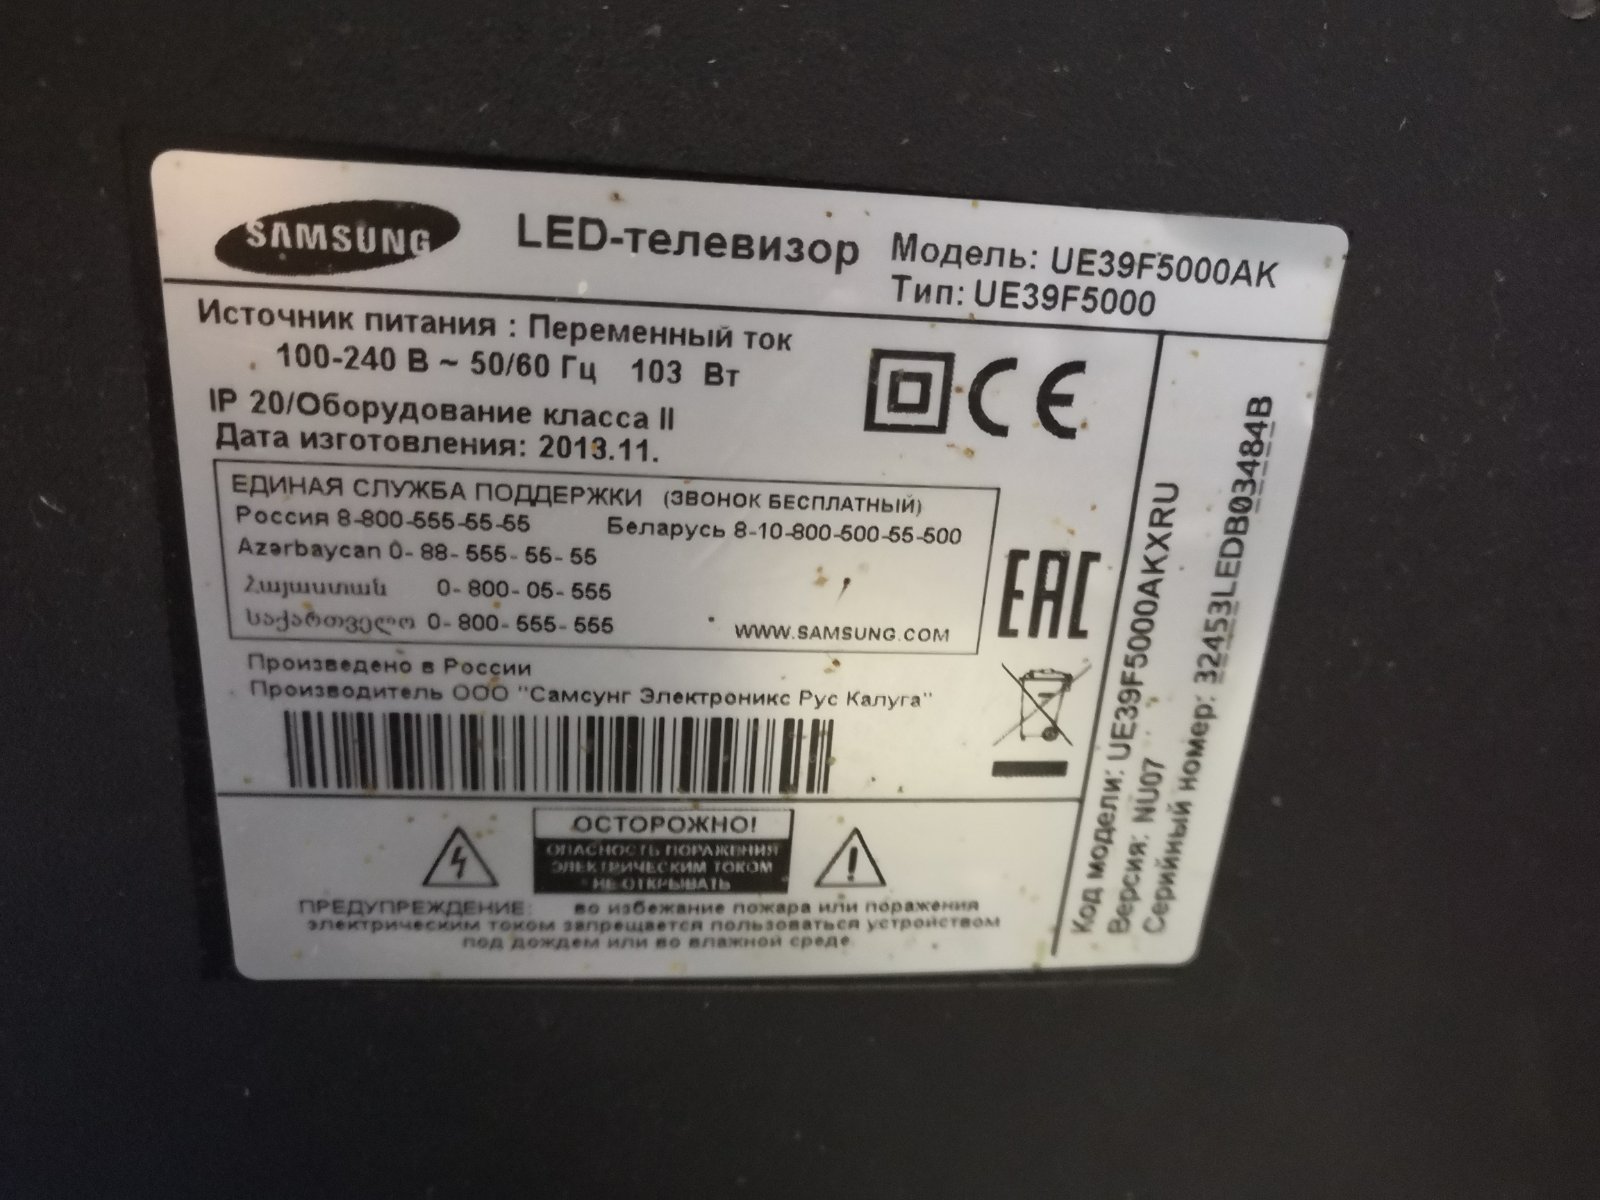 SAMSUNG LED-телевизор Модель: UE39F5000AK
Тип: UE39F5000
Источник питания : Переменный ток
100-240 В ~ 50/60 Гц 103 Вт
IP 20/Оборудование класса II
Дата изготовления: 2013.11.
CE
ЕДИНАЯ СЛУЖБА ПОДДЕРЖКИ (ЗВОНОК БЕСПЛАТНЫЙ)
Россия 8-800-555-55-55 Беларусь 8-10-800-500-55-500
Azərbaycan 0- 88- 555- 55- 55
Հայաստան 0- 800- 05- 555
საქართველო 0- 800- 555- 555
WWW.SAMSUNG.COM
EAC
Произведено в России
Производитель ООО "Самсунг Электроникс Рус Калуга"
ОСТОРОЖНО!
ОПАСНОСТЬ ПОРАЖЕНИЯ
ЭЛЕКТРИЧЕСКИМ ТОКОМ
НЕ ОТКРЫВАТЬ
ПРЕДУПРЕЖДЕНИЕ: во избежание пожара или поражения
электрическим током запрещается пользоваться устройством
под дождем или во влажной среде.
Код модели: UE39F5000AKXRU
Версия: NU07
Серийный номер: 32453LEDB03484B